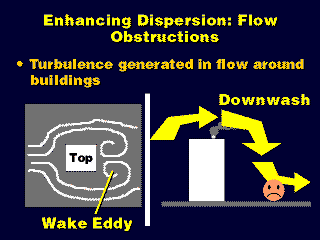 Enhancing Dispersion: Flow
Obstructions
• Turbulence generated in flow around
buildings
Downwash
Top
Wake Eddy